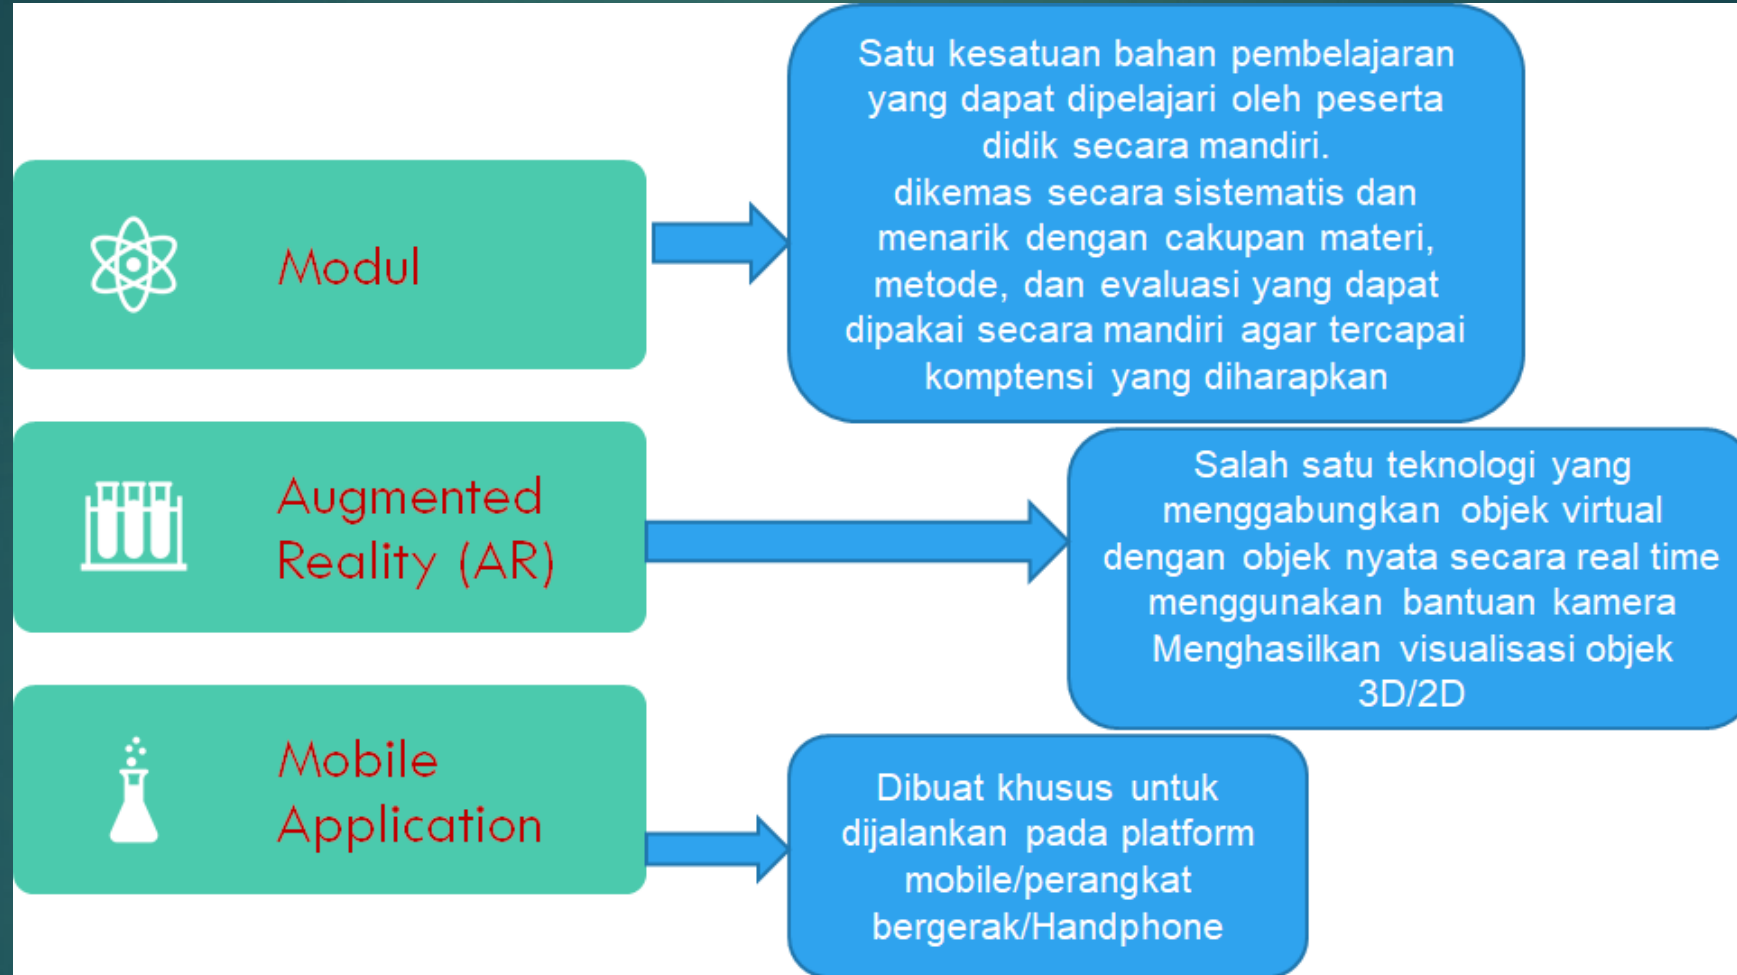 Modul
Satu kesatuan bahan pembelajaran
yang dapat dipelajari oleh peserta
didik secara mandiri.
dikemas secara sistematis dan
menarik dengan cakupan materi,
metode, dan evaluasi yang dapat
dipakai secara mandiri agar tercapai
komptensi yang diharapkan
Augmented
Reality (AR)
Salah satu teknologi yang
menggabungkan objek virtual
dengan objek nyata secara real time
menggunakan bantuan kamera
Menghasilkan visualisasi objek
3D/2D
Mobile
Application
Dibuat khusus untuk
dijalankan pada platform
mobile/perangkat
bergerak/Handphone